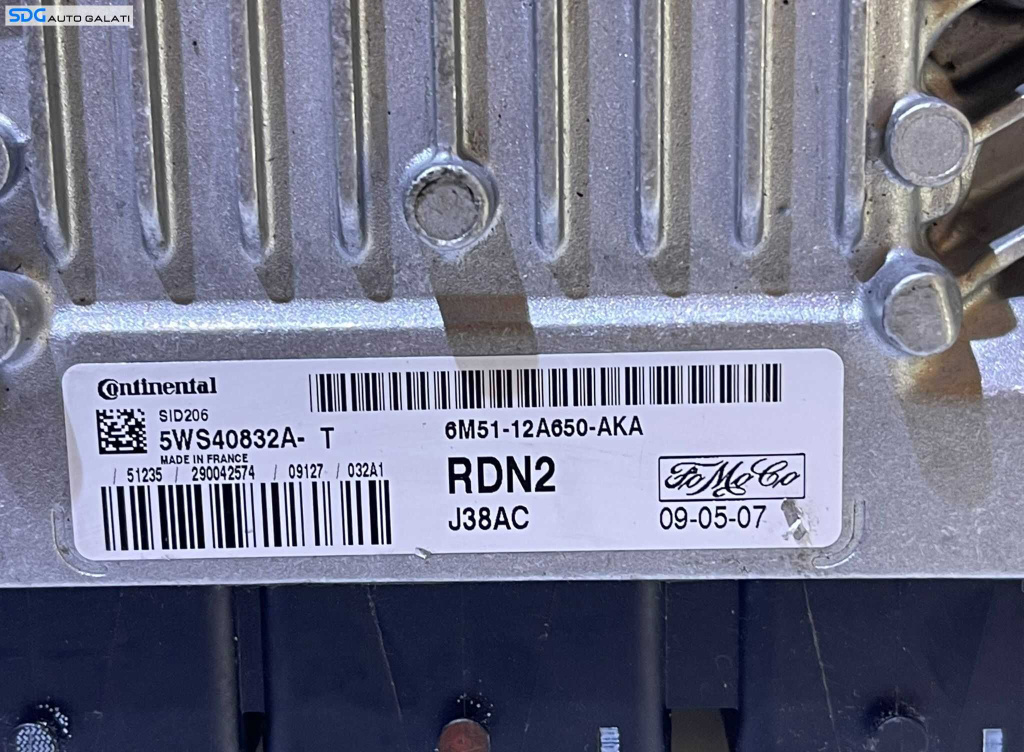 SDG AUTO GALATI
Continental
SID206
5WS40832A- T
MADE IN FRANCE
/ 51235 / 290042574 / 09127 / 032A1
6M51-12A650-AKA
RDN2
J38AC
FoMoCo
09-05-07